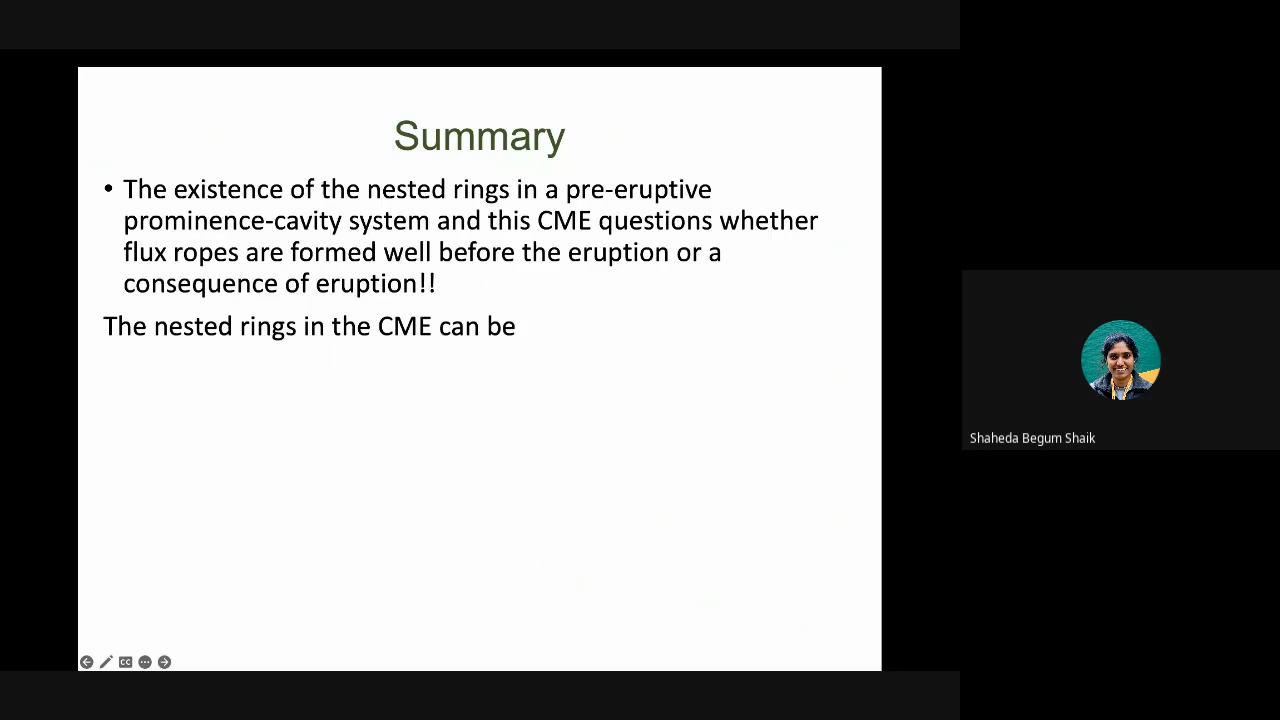 Summary
• The existence of the nested rings in a pre-eruptive
prominence-cavity system and this CME questions whether
flux ropes are formed well before the eruption or a
consequence of eruption!!
The nested rings in the CME can be
Shaheda Begum Shaik
CC